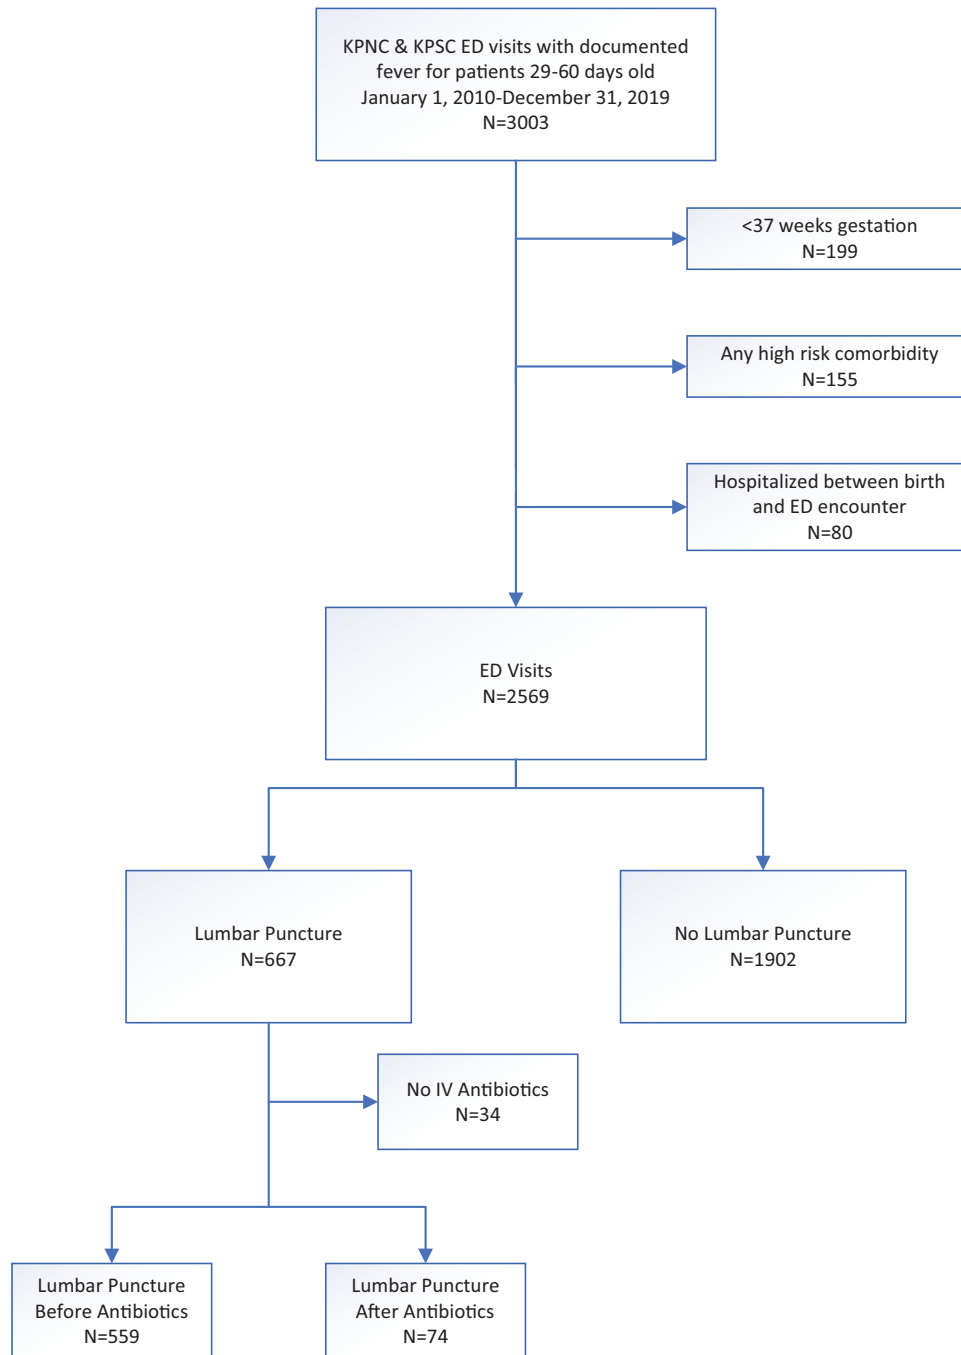 KPNC & KPSC ED visits with documented
fever for patients 29-60 days old
January 1, 2010-December 31, 2019
N=3003
<37 weeks gestation
N=199
Any high risk comorbidity
N=155
Hospitalized between birth
and ED encounter
N=80
ED Visits
N=2569
Lumbar Puncture
N=667
No Lumbar Puncture
N=1902
No IV Antibiotics
N=34
Lumbar Puncture
Before Antibiotics
N=559
Lumbar Puncture
After Antibiotics
N=74